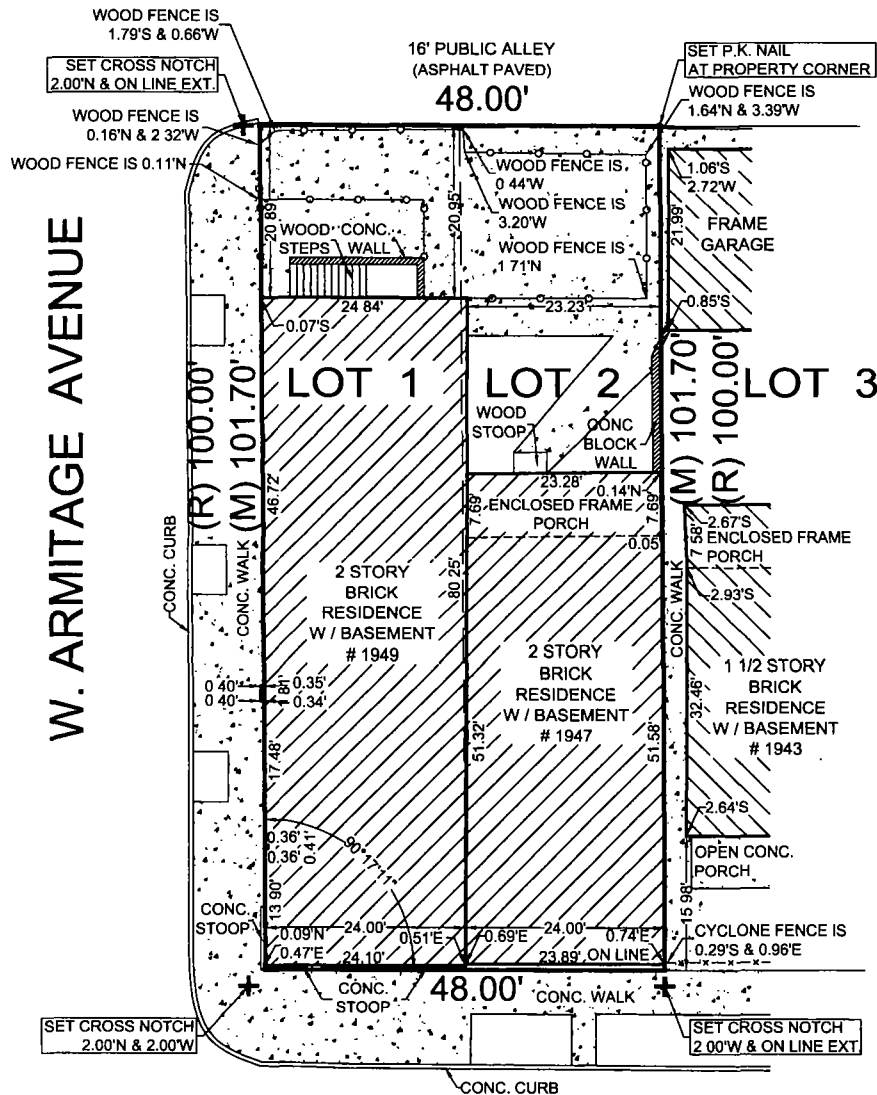 WOOD FENCE IS
1.79'S & 0.66'W
16' PUBLIC ALLEY
(ASPHALT PAVED)
48.00'
SET P.K. NAIL
AT PROPERTY CORNER
SET CROSS NOTCH
2.00'N & ON LINE EXT.
WOOD FENCE IS
1.64'N & 3.39'W
WOOD FENCE IS
0.16'N & 2 32'W
WOOD FENCE IS 0.11'N
WOOD FENCE IS
0 44'W
WOOD FENCE IS
3.20'W
WOOD FENCE IS
1 71'N
1.06'S
2.72'W
FRAME
GARAGE
21.99'
20 89'
20.95'
WOOD
STEPS
CONC.
WALL
24 84'
23.23'
0.07'S
0.85'S
W. ARMITAGE AVENUE
(R) 100.00'
(M) 101.70'
LOT 1
LOT 2
LOT 3
(M) 101.70'
(R) 100.00'
WOOD
STOOP
CONC
BLOCK
WALL
23.28'
0.14'N
46.72'
7.69'
ENCLOSED FRAME
PORCH
7.69'
0.05'
2.67'S
ENCLOSED FRAME
PORCH
7 58'
2.93'S
CONC. CURB
CONC. WALK
80 25'
CONC. WALK
2 STORY
BRICK
RESIDENCE
W / BASEMENT
# 1949
2 STORY
BRICK
RESIDENCE
W / BASEMENT
# 1947
1 1/2 STORY
BRICK
RESIDENCE
W / BASEMENT
# 1943
32.46'
0 40'
0 40'
1 81'
0.35'
0.34'
17.48'
51.32'
51.58'
2.64'S
0.36'
0.36'
0.41'
90° 17'11"
OPEN CONC.
PORCH
13 90'
15 98'
CONC.
STOOP
0.09'N
0.47'E
24.00'
24.10'
0.51'E
0.69'E
24.00'
23.89'
0.74'E
ON LINE
CYCLONE FENCE IS
0.29'S & 0.96'E
CONC.
STOOP
48.00'
CONC. WALK
SET CROSS NOTCH
2.00'N & 2.00'W
SET CROSS NOTCH
2 00'W & ON LINE EXT.
CONC. CURB